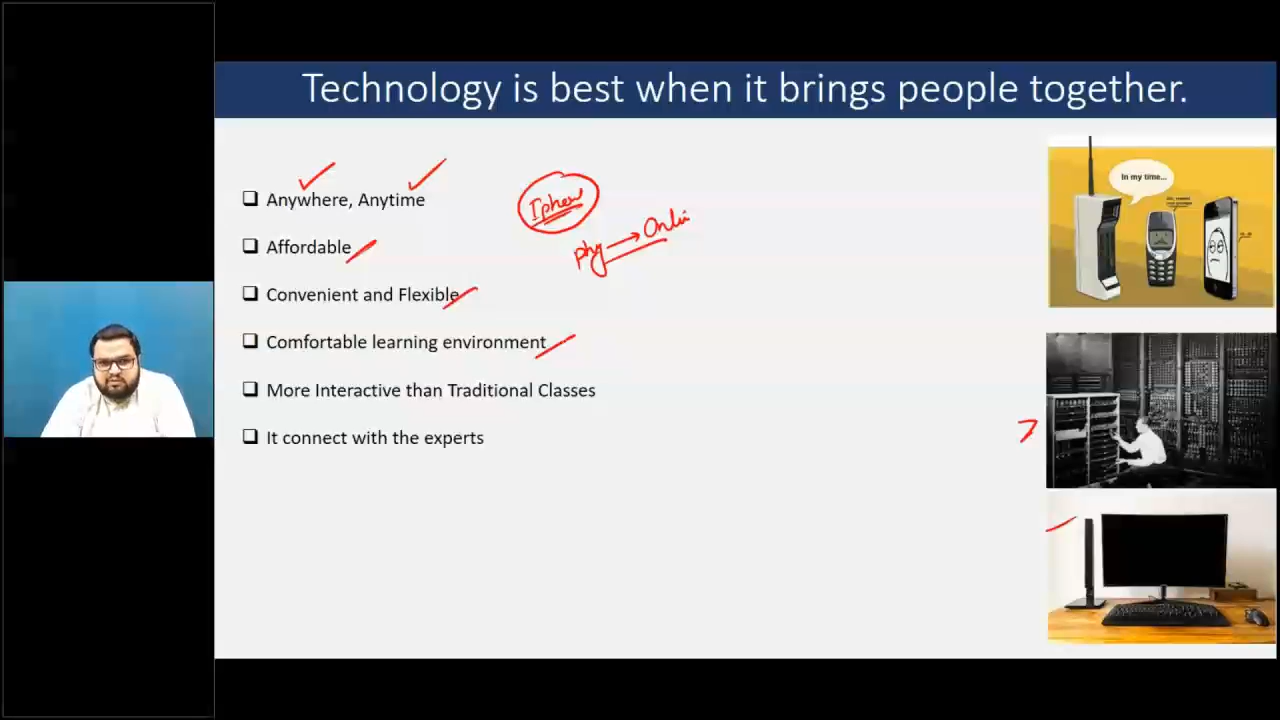 Technology is best when it brings people together.
Anywhere, Anytime
Affordable
phy → Onli
Convenient and Flexible
Comfortable learning environment
More Interactive than Traditional Classes
It connect with the experts
In my time...